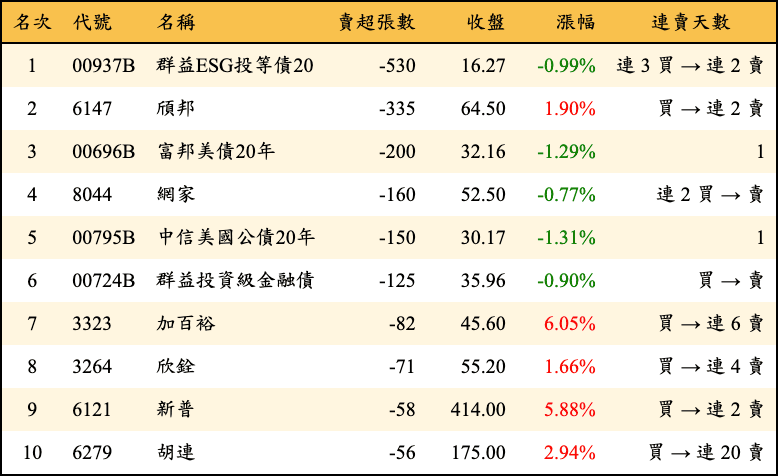 名次 代號 名稱 賣超張數 收盤 漲幅 連賣天數
1 00937B 群益ESG投等債20 -530 16.27 -0.99% 連 3 買 → 連 2 賣
2 6147 頎邦 -335 64.50 1.90% 買 → 連 2 賣
3 00696B 富邦美債20年 -200 32.16 -1.29% 1
4 8044 網家 -160 52.50 -0.77% 連 2 買 → 賣
5 00795B 中信美國公債20年 -150 30.17 -1.31% 1
6 00724B 群益投資級金融債 -125 35.96 -0.90% 買 → 賣
7 3323 加百裕 -82 45.60 6.05% 買 → 連 6 賣
8 3264 欣銓 -71 55.20 1.66% 買 → 連 4 賣
9 6121 新普 -58 414.00 5.88% 買 → 連 2 賣
10 6279 胡連 -56 175.00 2.94% 買 → 連 20 賣